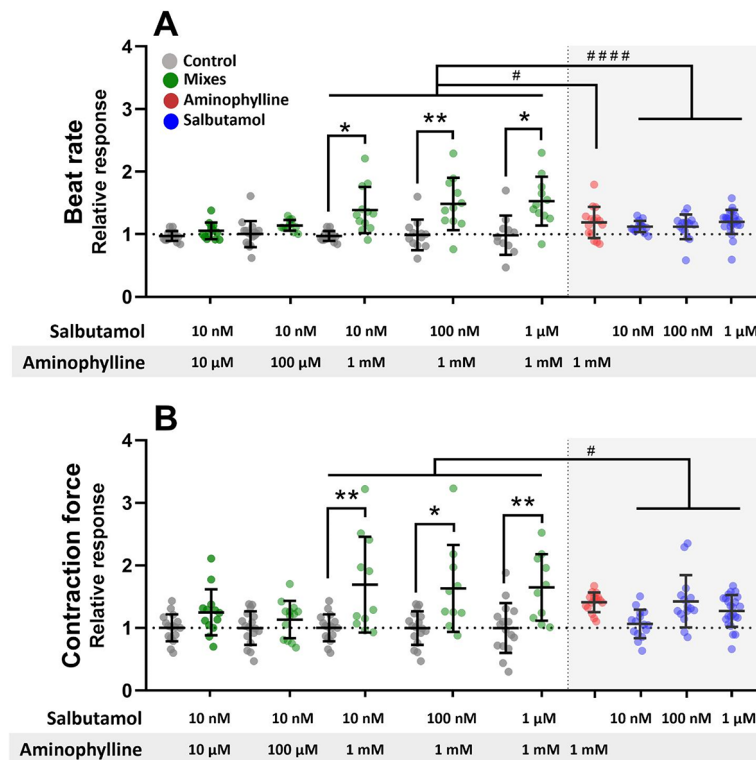 A
4
3
2
1
0
Beat rate
Relative response
Control
Mixes
Aminophylline
Salbutamol
# # # #
#
* ** *
Salbutamol 10 nM 10 nM 10 nM 100 nM 1 µM 10 nM 100 nM 1 µM
Aminophylline 10 µM 100 µM 1 mM 1 mM 1 mM 1 mM
B
4
3
2
1
0
Contraction force
Relative response
#
** * **
Salbutamol 10 nM 10 nM 10 nM 100 nM 1 µM 10 nM 100 nM 1 µM
Aminophylline 10 µM 100 µM 1 mM 1 mM 1 mM 1 mM